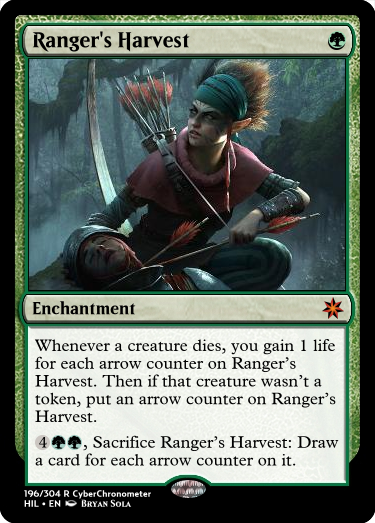 Ranger's Harvest
Enchantment
Whenever a creature dies, you gain 1 life
for each arrow counter on Ranger's
Harvest. Then if that creature wasn't a
token, put an arrow counter on Ranger's
Harvest.
4, Sacrifice Ranger's Harvest: Draw
a card for each arrow counter on it.
196/304 R CyberChronometer
HIL • EN Bryan Sola